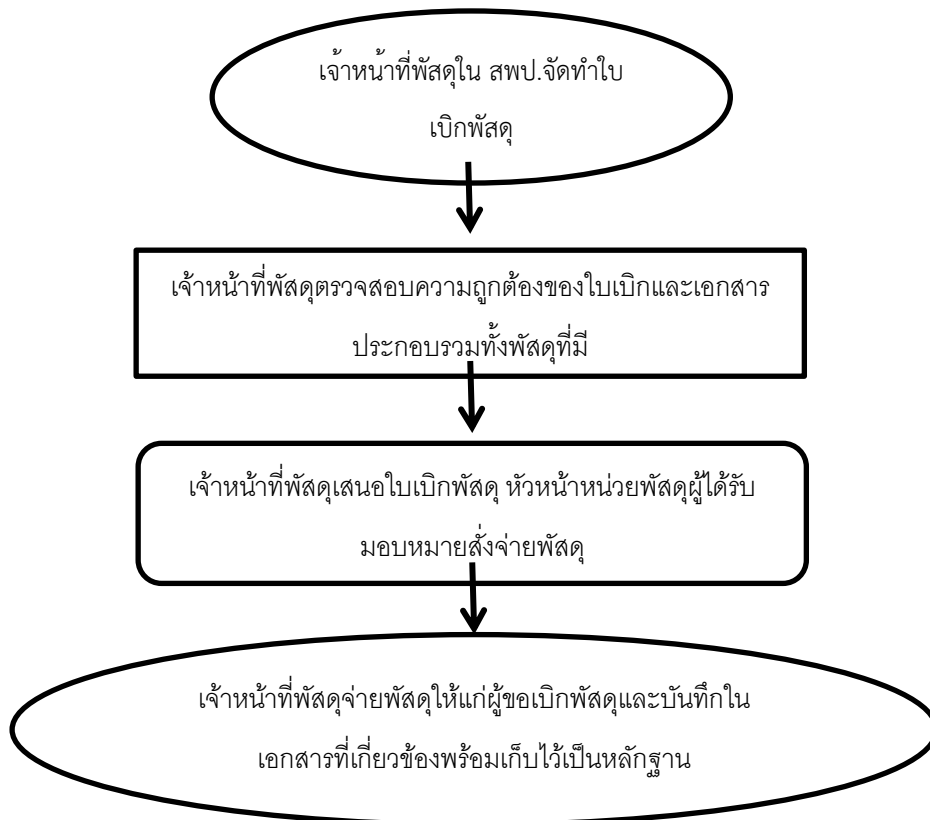 เจ้าหน้าที่พัสดุใน สพป.จัดทำใบ
เบิกพัสดุ
เจ้าหน้าที่พัสดุตรวจสอบความถูกต้องของใบเบิกและเอกสาร
ประกอบรวมทั้งพัสดุที่มี
เจ้าหน้าที่พัสดุเสนอใบเบิกพัสดุ หัวหน้าหน่วยพัสดุผู้ได้รับ
มอบหมายสั่งจ่ายพัสดุ
เจ้าหน้าที่พัสดุจ่ายพัสดุให้แก่ผู้ขอเบิกพัสดุและบันทึกใน
เอกสารที่เกี่ยวข้องพร้อมเก็บไว้เป็นหลักฐาน